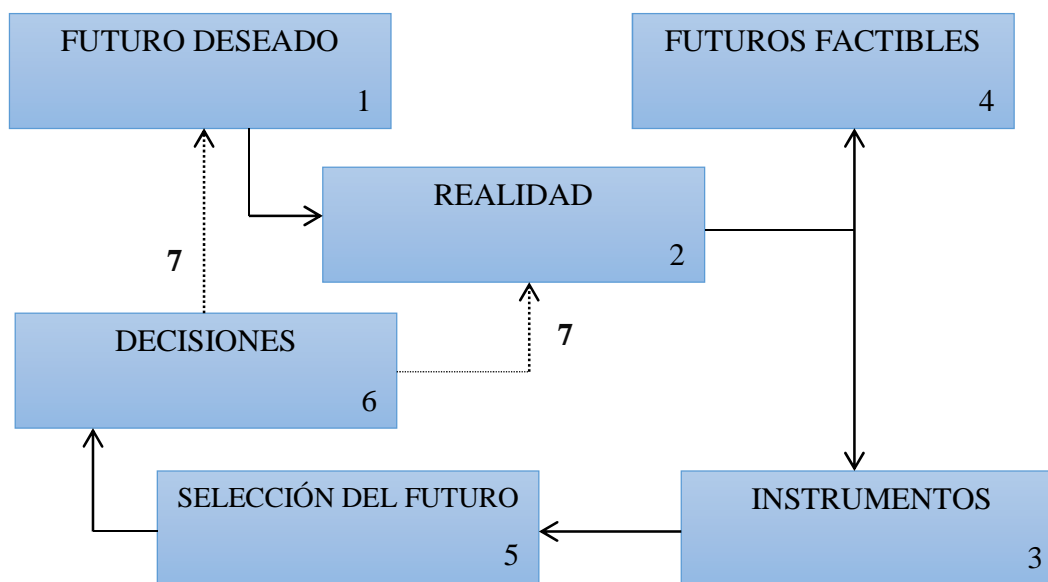 FUTURO DESEADO
1
FUTUROS FACTIBLES
4
REALIDAD
2
7
7
DECISIONES
6
SELECCIÓN DEL FUTURO
5
INSTRUMENTOS
3